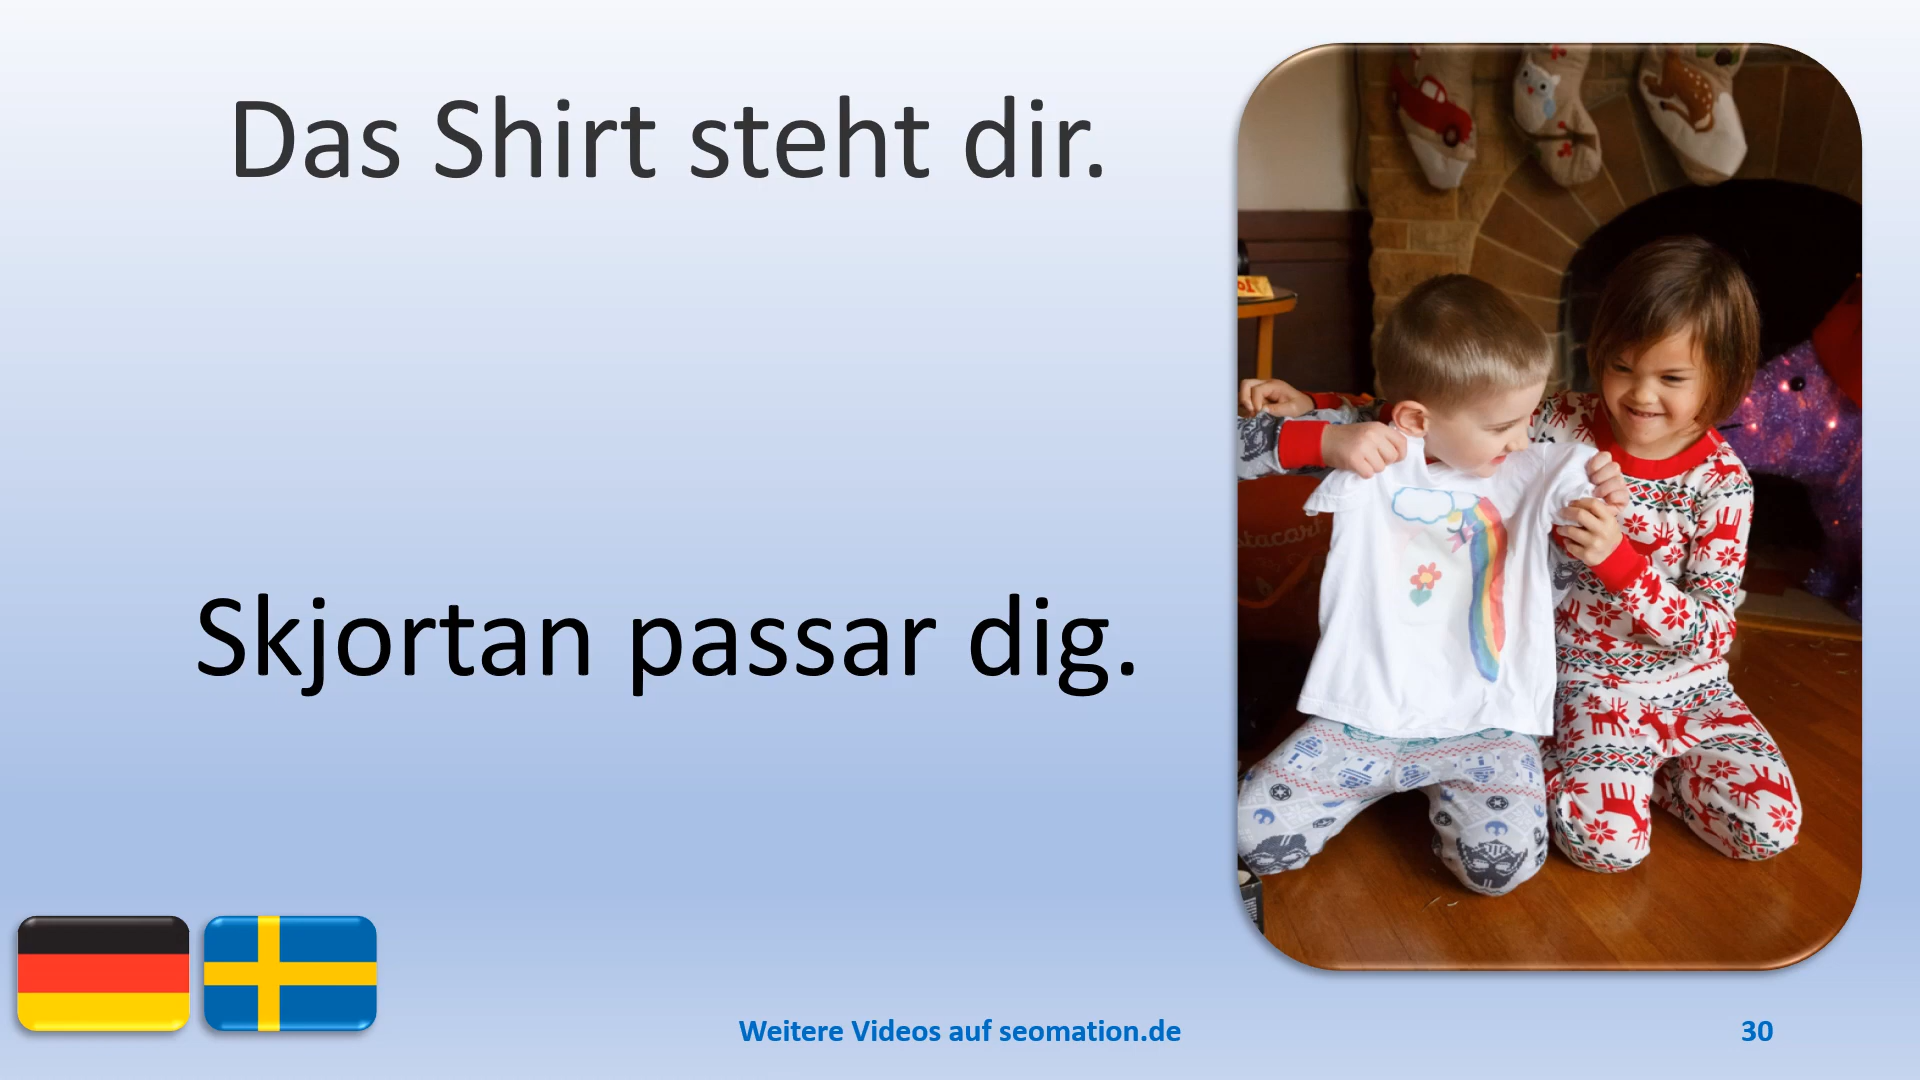 Das Shirt steht dir.
Skjortan passar dig.
Weitere Videos auf seomation.de
30